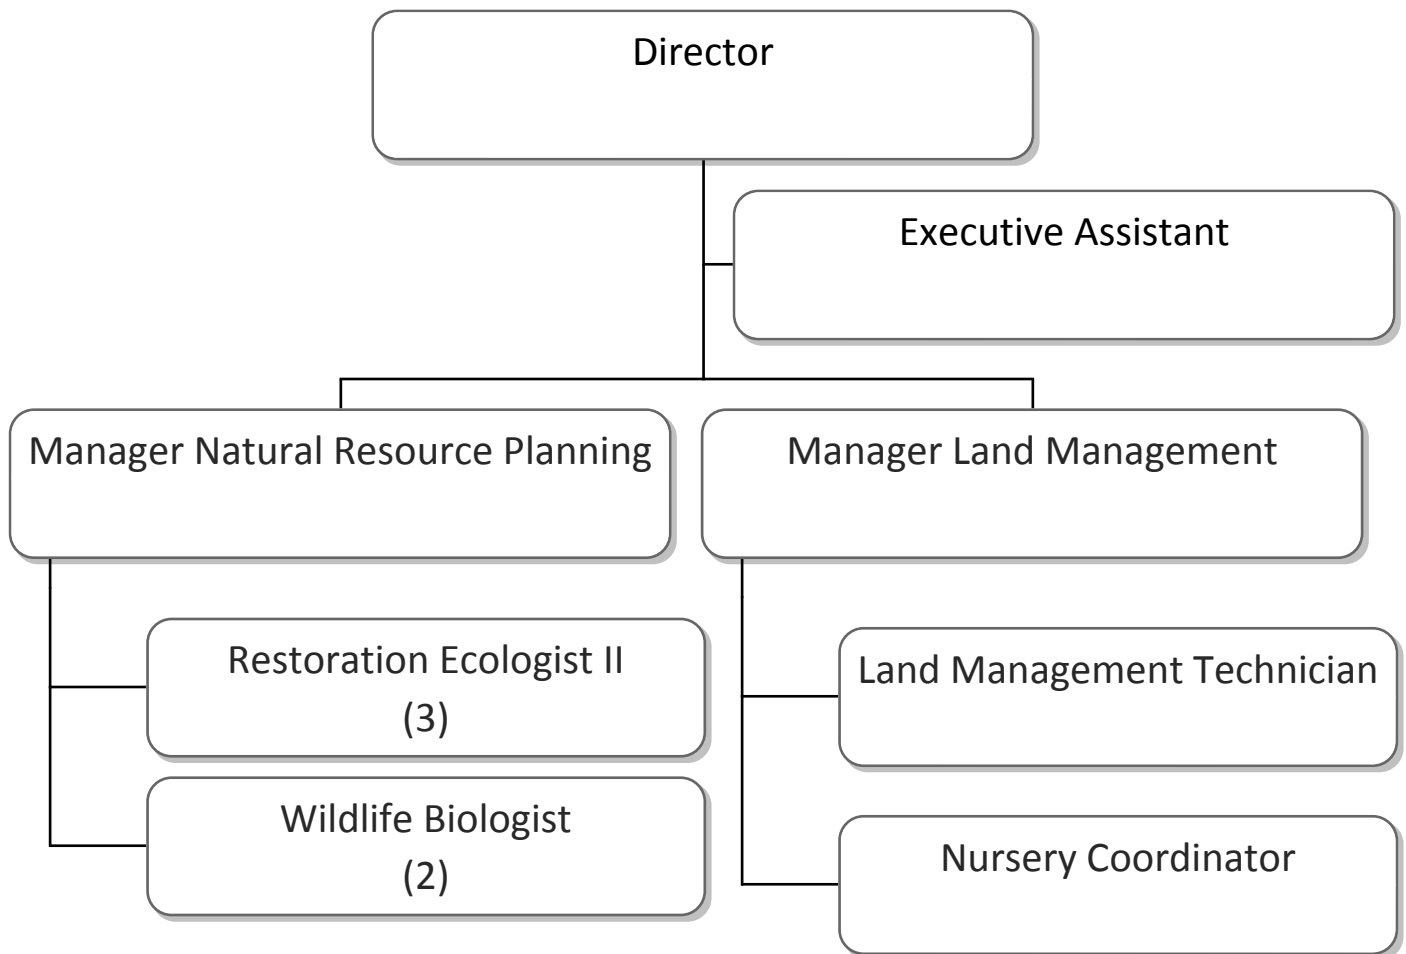 Director
Executive Assistant
Manager Natural Resource Planning
Manager Land Management
Restoration Ecologist II
(3)
Wildlife Biologist
(2)
Land Management Technician
Nursery Coordinator